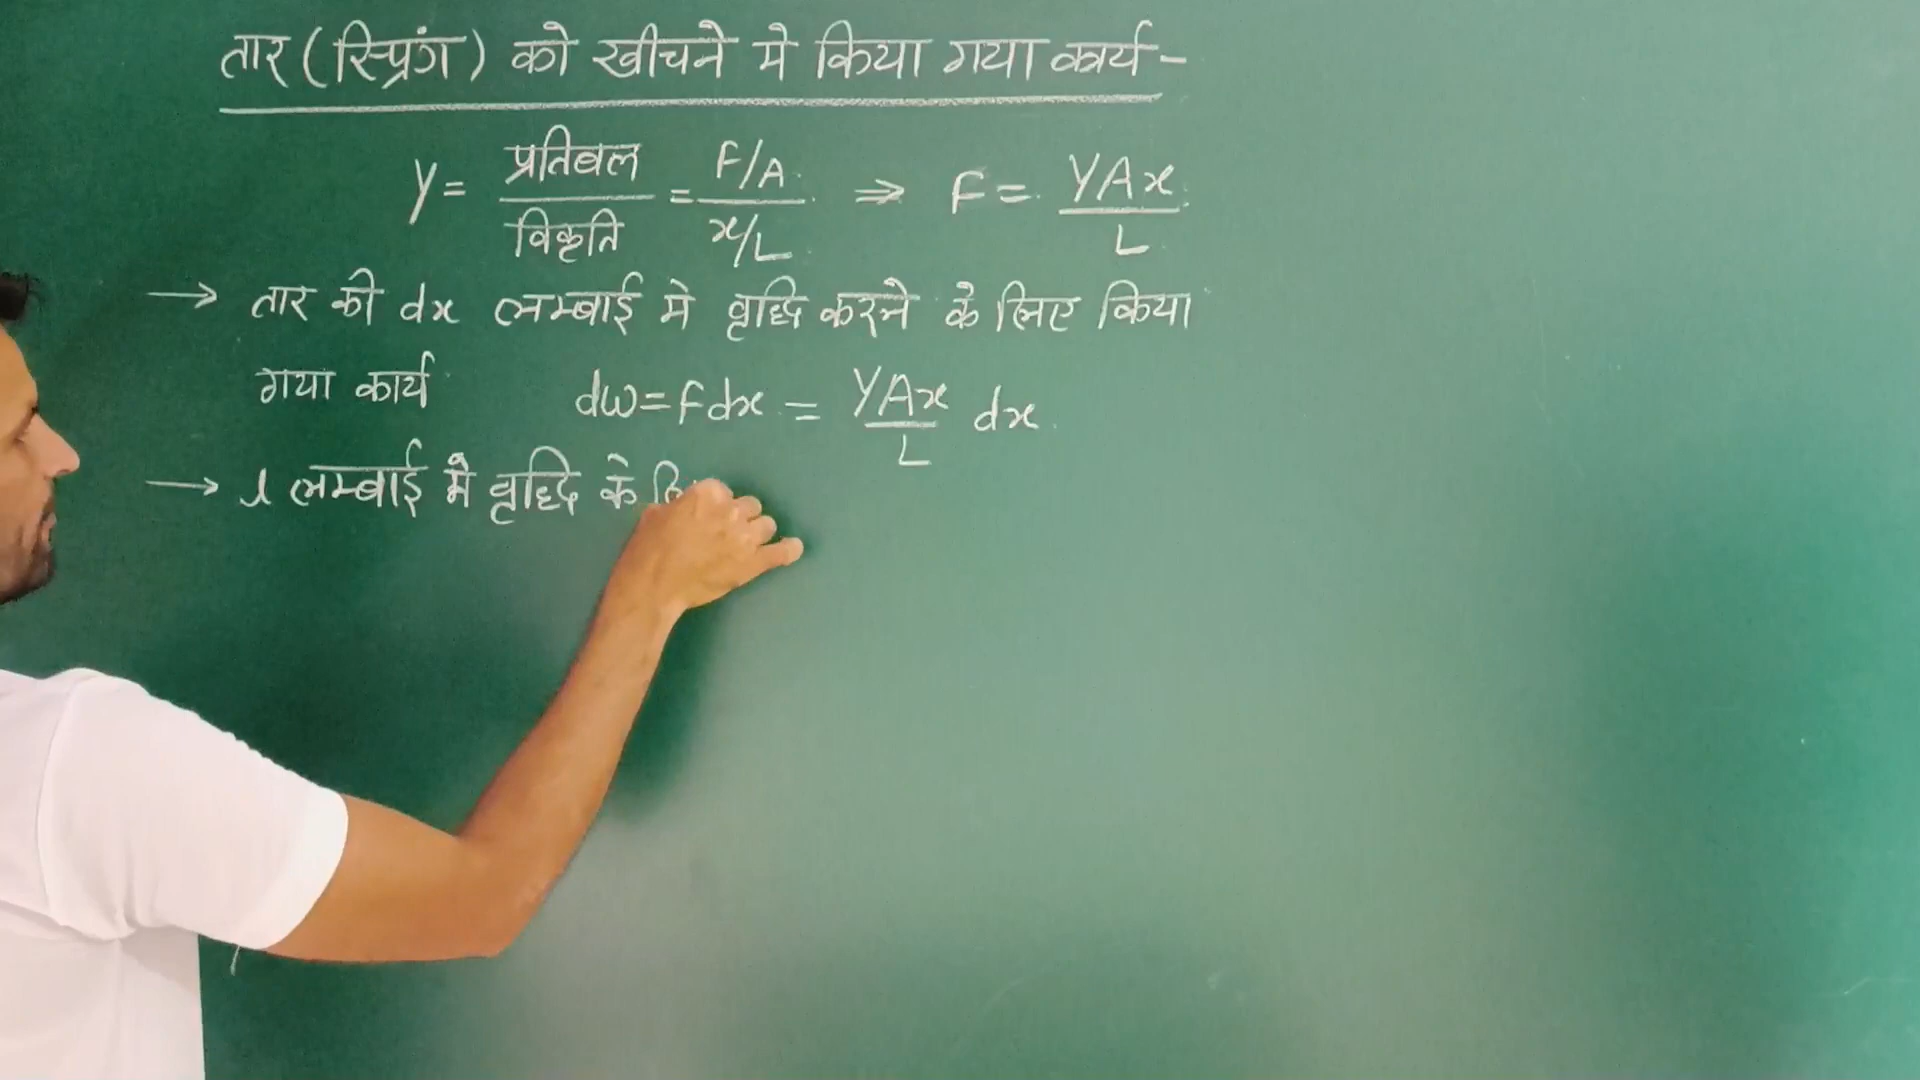 तार (स्प्रिंग) को खीचने मे किया गया कार्य -
Y = प्रतिबल / विकृति = F/A / x/L ⇒ F = YAx / L
→ तार की dx लम्बाई मे वृद्धि करने के लिए किया
गया कार्य dw = Fdx = YAx / L dx
→ l लम्बाई मे वृद्धि के